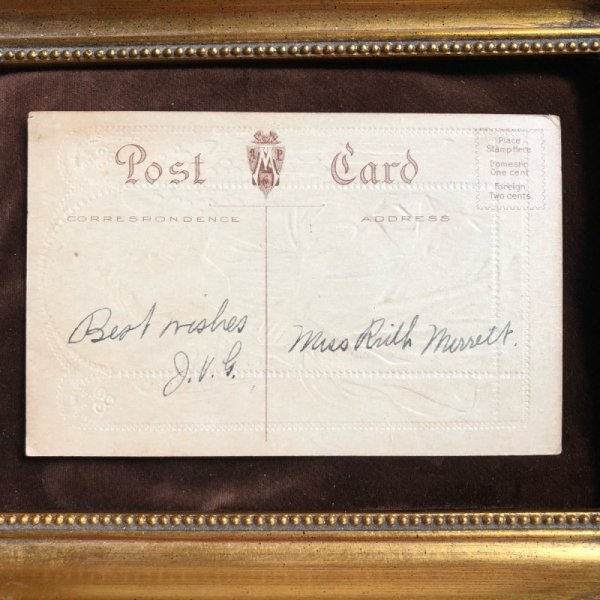 Post Card
Place
Stamp Here
Domestic
One cent
Foreign
Two cents
CORRESPONDENCE
ADDRESS
Best wishes
J.V.G.
Miss Ruth Merrett.